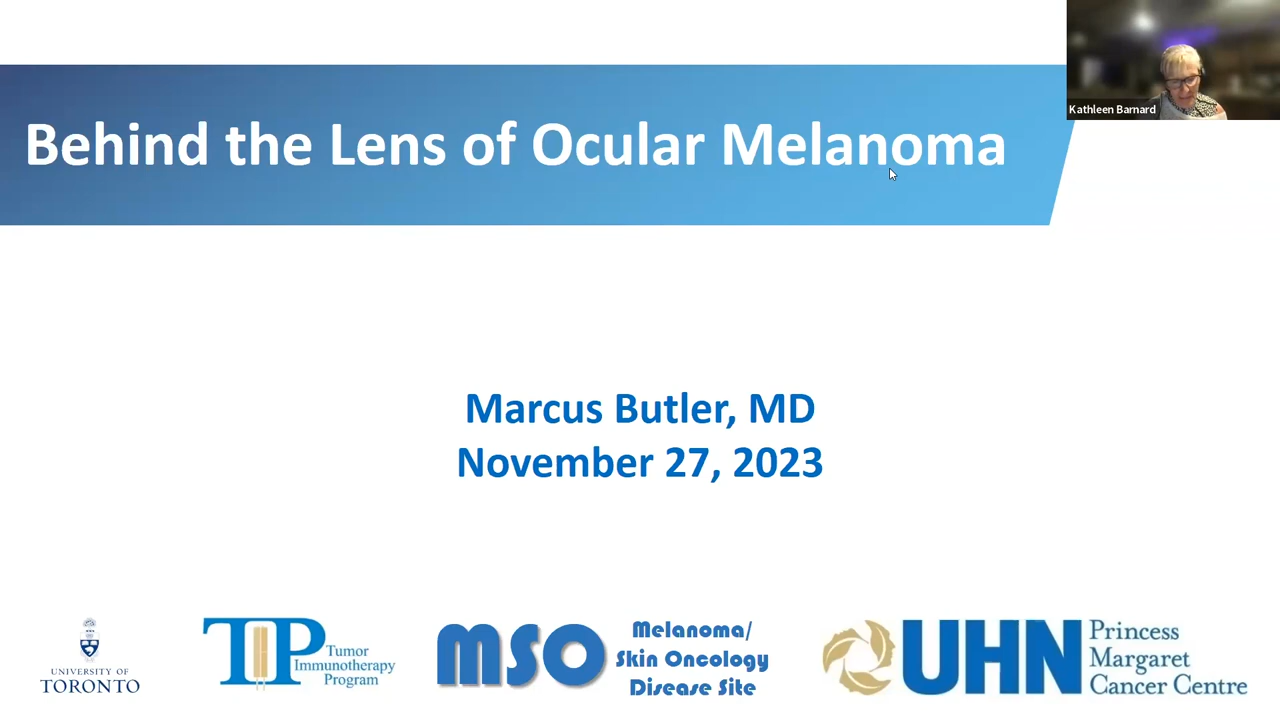 Behind the Lens of Ocular Melanoma
Kathleen Barnard
Marcus Butler, MD
November 27, 2023
UNIVERSITY OF
TORONTO
TIP
Tumor
Immunotherapy
Program
MSO
Melanoma/
Skin Oncology
Disease Site
UHN
Princess
Margaret
Cancer Centre